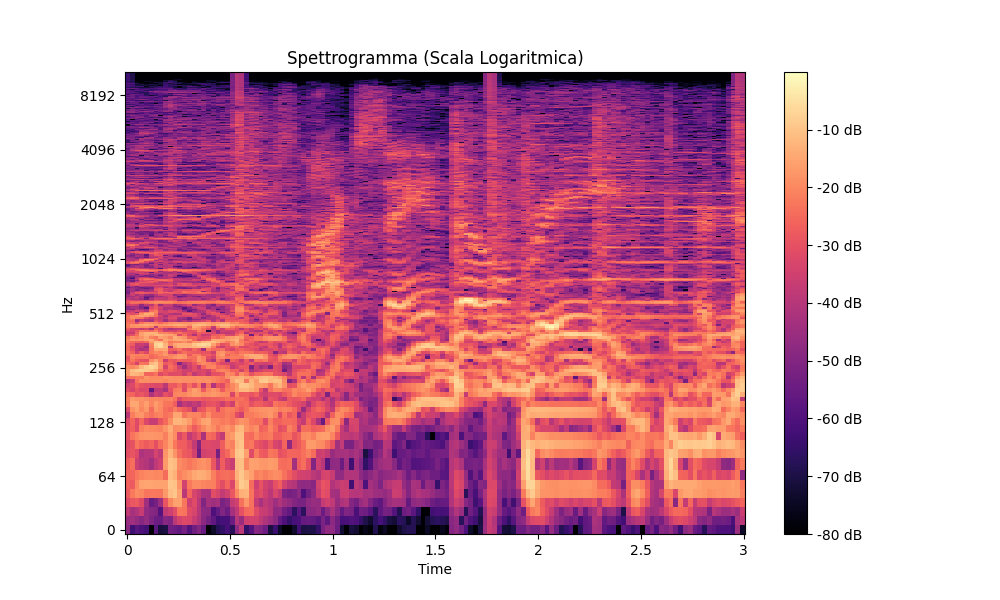 Spettrogramma (Scala Logaritmica)
Hz
8192
4096
2048
1024
512
256
128
64
0
0
0.5
1
1.5
2
2.5
3
Time
-10 dB
-20 dB
-30 dB
-40 dB
-50 dB
-60 dB
-70 dB
-80 dB